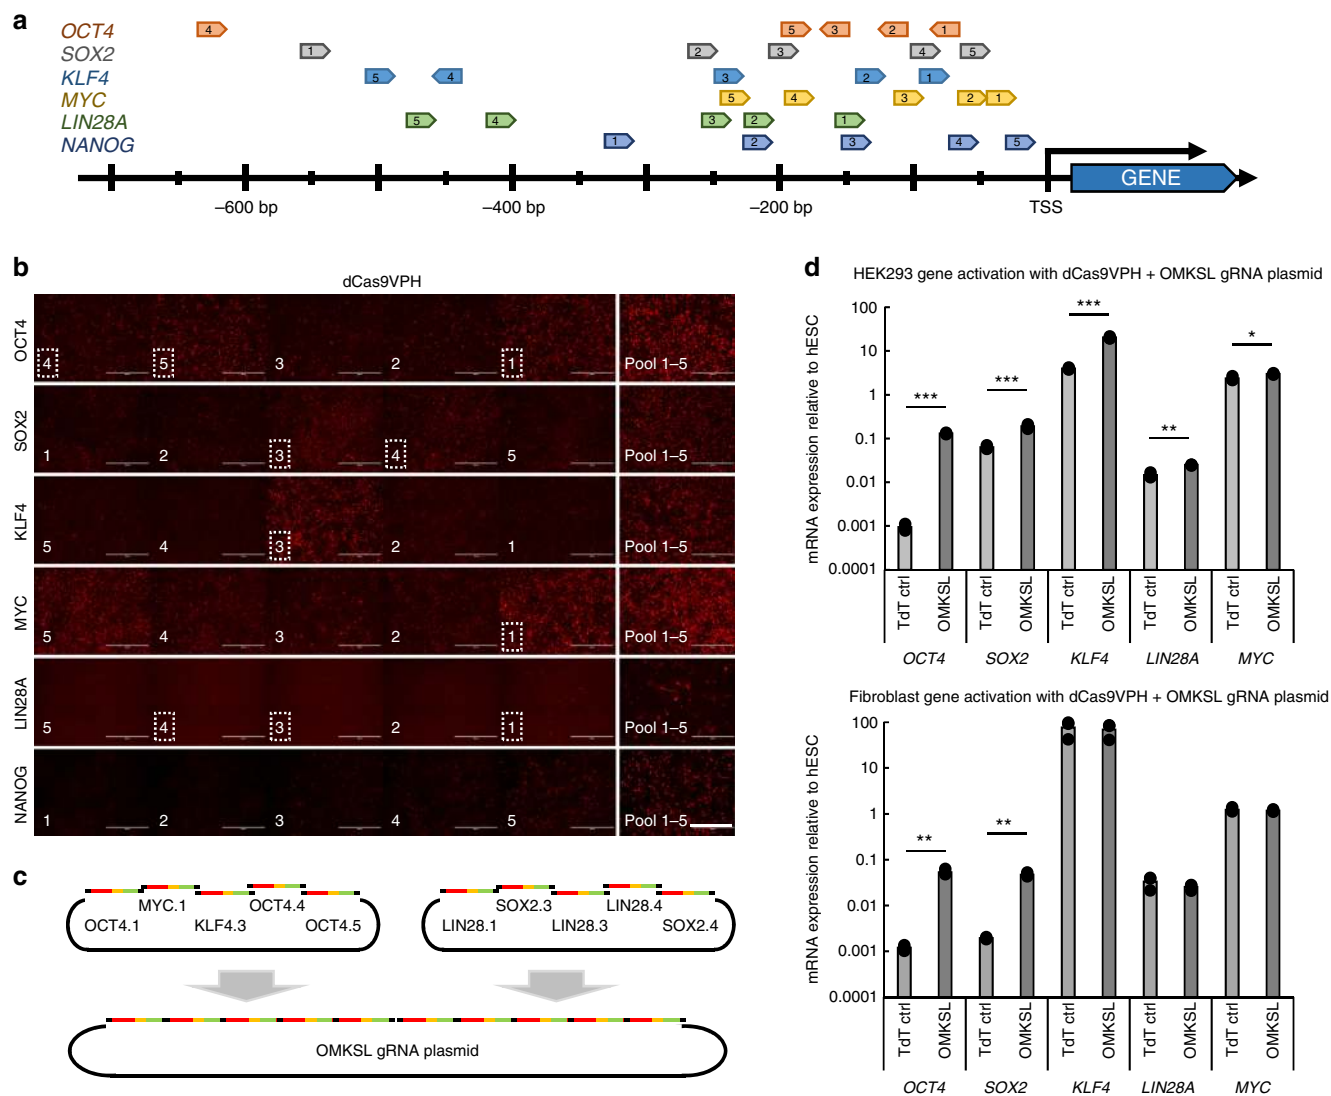 a
OCT4 4 5 3 2 1
SOX2 1 2 3 4 5
KLF4 5 4 3 2 1
MYC 5 4 3 2 1
LIN28A 5 4 3 2 1
NANOG 1 2 3 4 5
GENE
–600 bp –400 bp –200 bp TSS
b
dCas9VPH
OCT4 4 5 3 2 1 Pool 1–5
SOX2 1 2 3 4 5 Pool 1–5
KLF4 5 4 3 2 1 Pool 1–5
MYC 5 4 3 2 1 Pool 1–5
LIN28A 5 4 3 2 1 Pool 1–5
NANOG 1 2 3 4 5 Pool 1–5
c
MYC.1 OCT4.4
OCT4.1 KLF4.3 OCT4.5
SOX2.3 LIN28.4
LIN28.1 LIN28.3 SOX2.4
OMKSL gRNA plasmid
d
HEK293 gene activation with dCas9VPH + OMKSL gRNA plasmid
mRNA expression relative to hESC
100
10
1
0.1
0.01
0.001
0.0001
*** *** *** ** *
TdT ctrl OMKSL TdT ctrl OMKSL TdT ctrl OMKSL TdT ctrl OMKSL TdT ctrl OMKSL
OCT4 SOX2 KLF4 LIN28A MYC
Fibroblast gene activation with dCas9VPH + OMKSL gRNA plasmid
mRNA expression relative to hESC
100
10
1
0.1
0.01
0.001
0.0001
** **
TdT ctrl OMKSL TdT ctrl OMKSL TdT ctrl OMKSL TdT ctrl OMKSL TdT ctrl OMKSL
OCT4 SOX2 KLF4 LIN28A MYC